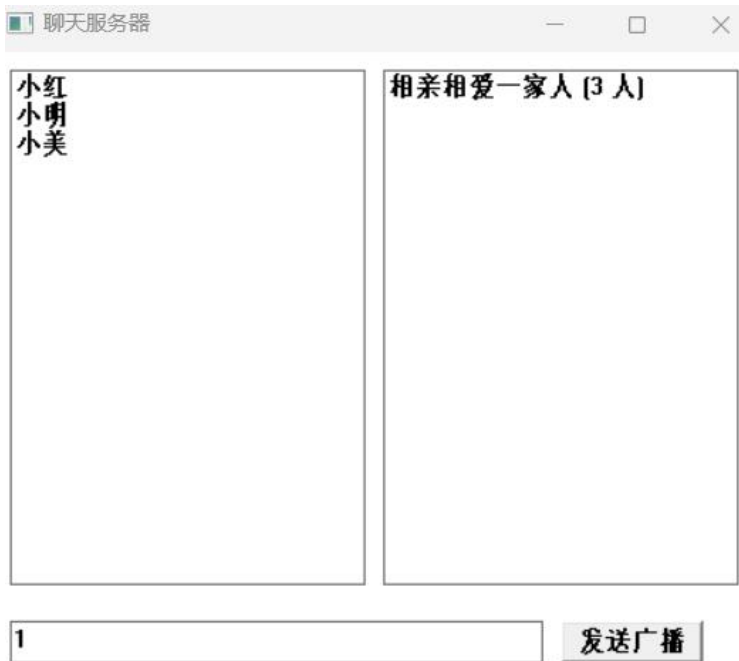 聊天服务器
小红
小明
小美
相亲相爱一家人 (3 人)
1
发送广播